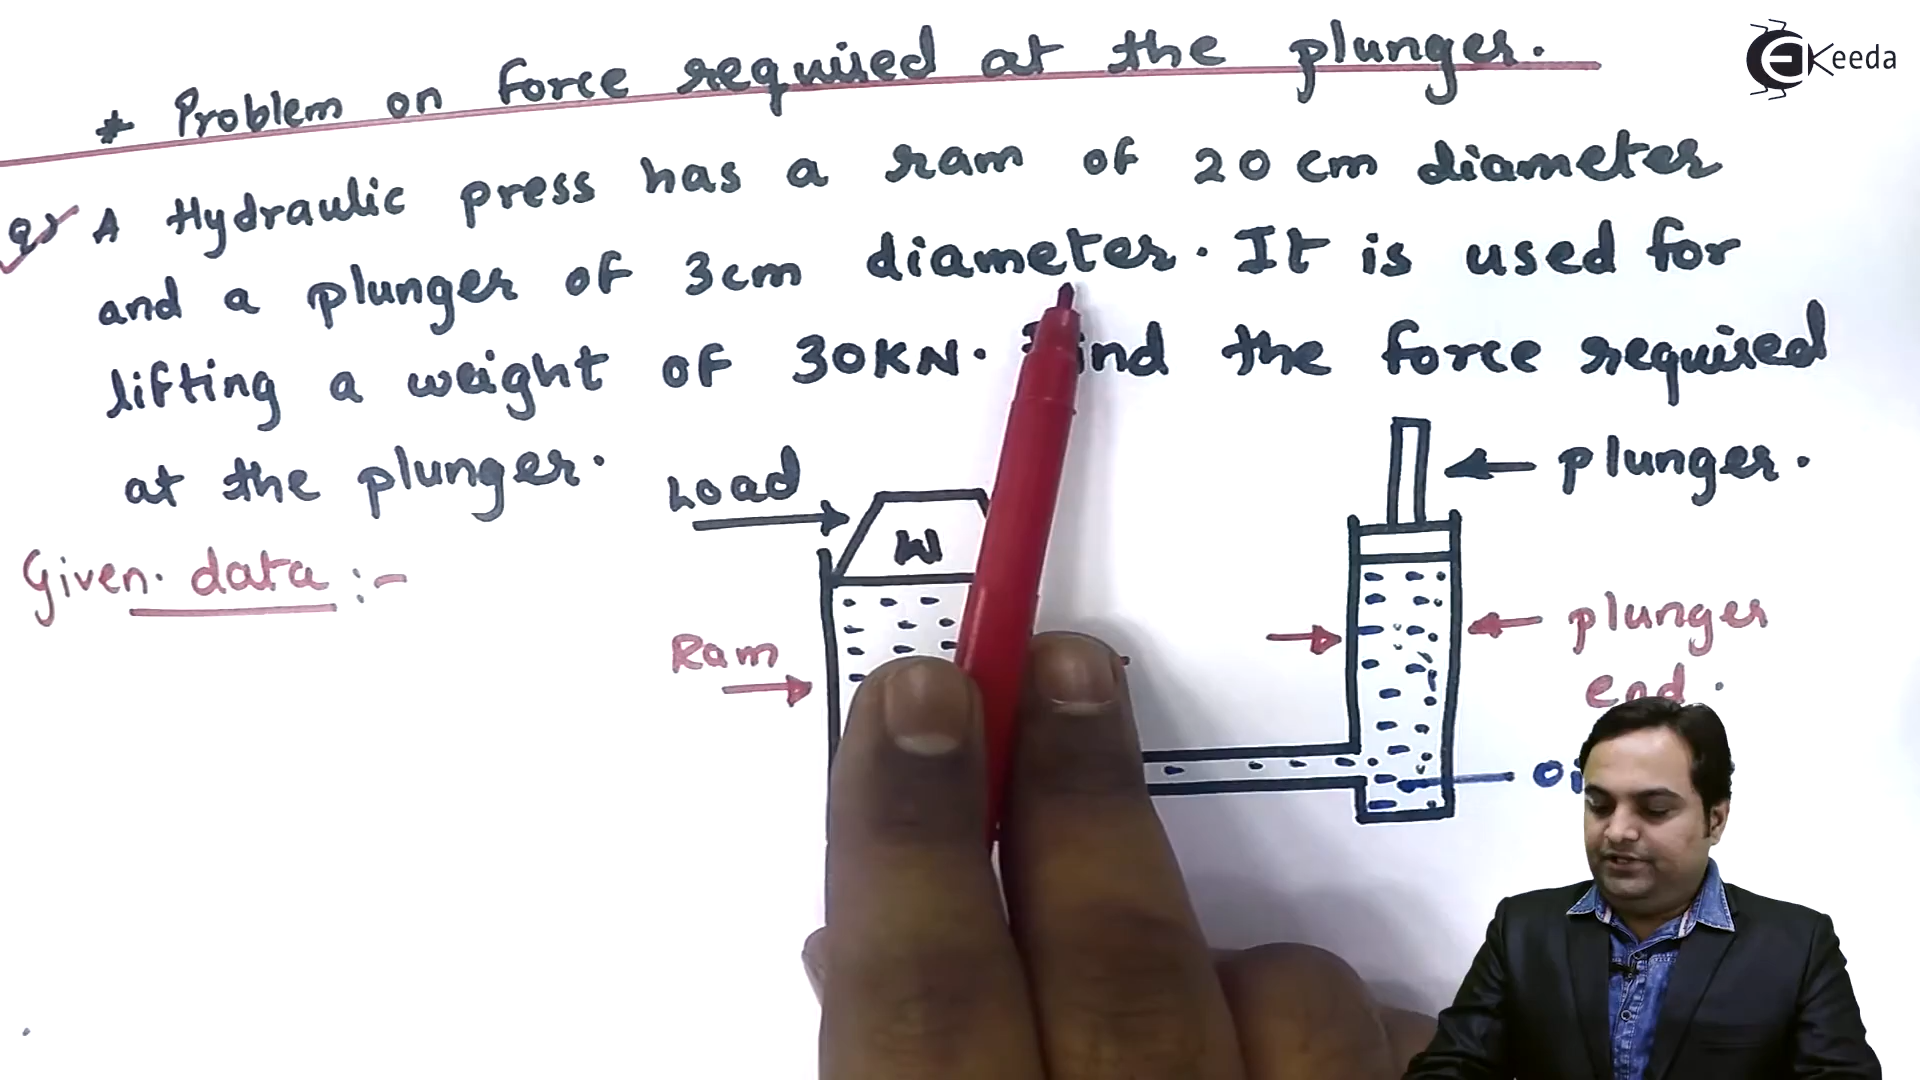 * Problem on force required at the plunger.
EKeeda
Q> A Hydraulic press has a ram of 20 cm diameter
and a plunger of 3cm diameter. It is used for
lifting a weight of 30KN. Find the force required
at the plunger.
Load
plunger.
W
Given data :-
Ram
plunger
end.